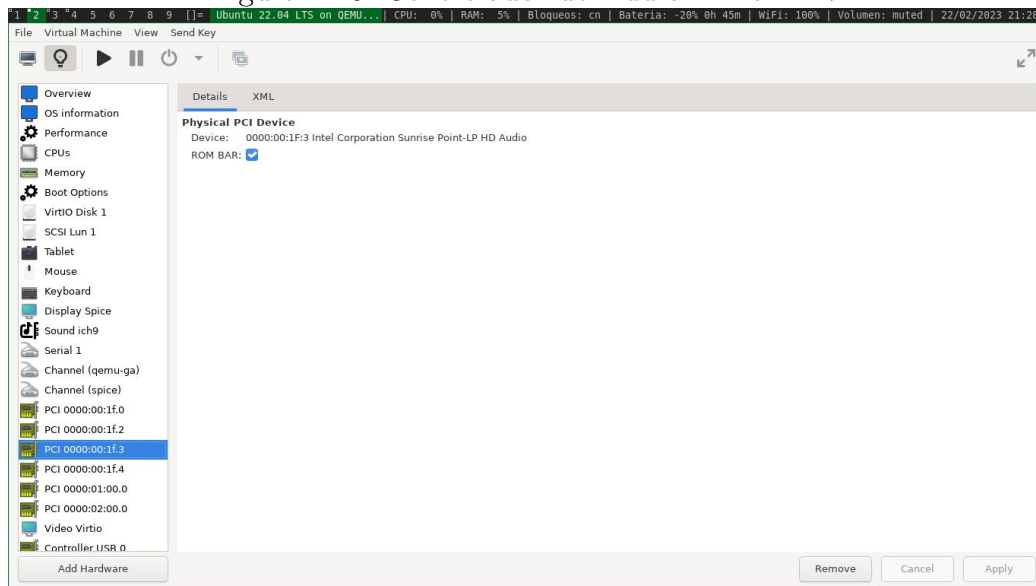 1 2 3 4 5 6 7 8 9 []= Ubuntu 22.04 LTS on QEMU... | CPU: 0% | RAM: 5% | Bloqueos: cn | Bateria: -20% 0h 45m | WiFi: 100% | Volumen: muted | 22/02/2023 21:28
File Virtual Machine View Send Key
Overview
OS information
Performance
CPUs
Memory
Boot Options
VirtIO Disk 1
SCSI Lun 1
Tablet
Mouse
Keyboard
Display Spice
Sound ich9
Serial 1
Channel (qemu-ga)
Channel (spice)
PCI 0000:00:1f.0
PCI 0000:00:1f.2
PCI 0000:00:1f.3
PCI 0000:00:1f.4
PCI 0000:01:00.0
PCI 0000:02:00.0
Video Virtio
Controller USB 0
Add Hardware
Details XML
Physical PCI Device
Device: 0000:00:1F:3 Intel Corporation Sunrise Point-LP HD Audio
ROM BAR:
Remove Cancel Apply